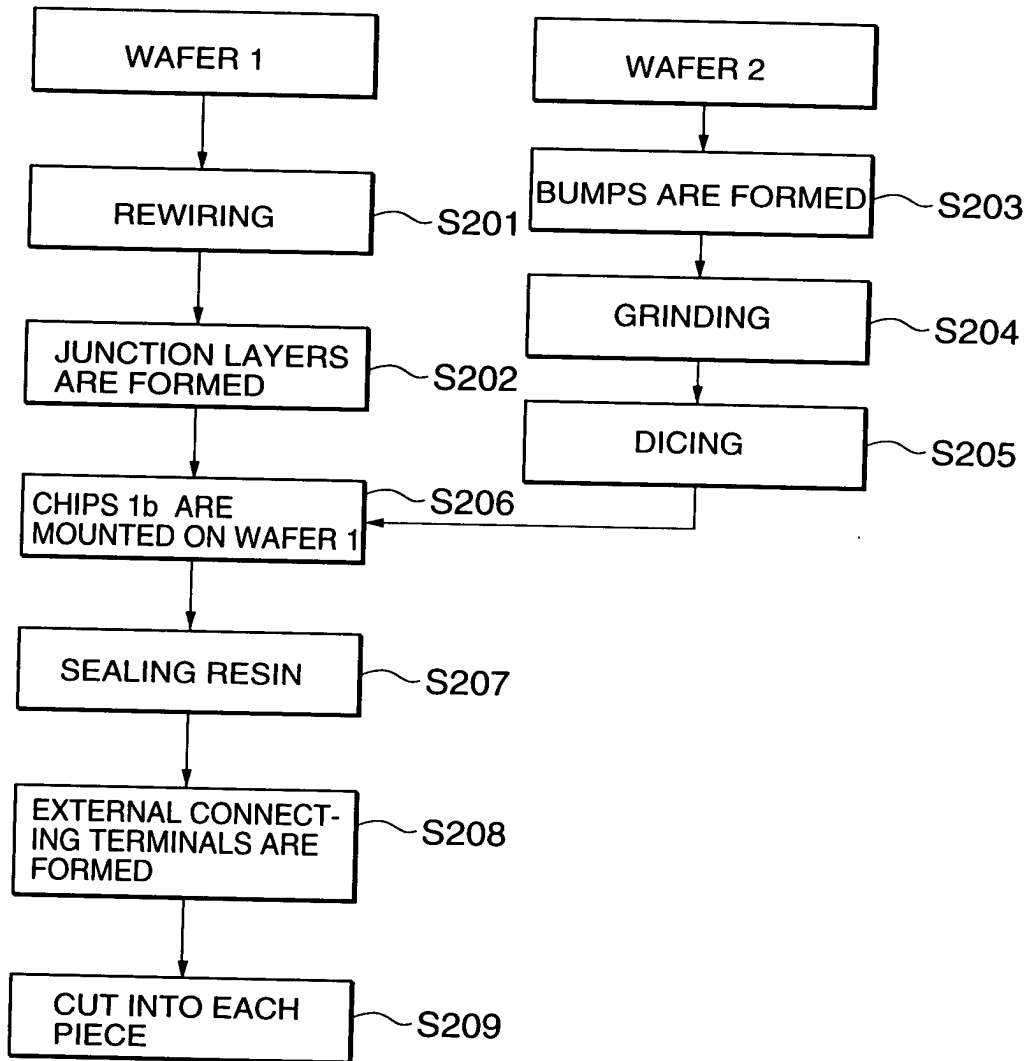 WAFER 1
REWIRING
S201
JUNCTION LAYERS
ARE FORMED
S202
WAFER 2
BUMPS ARE FORMED
S203
GRINDING
S204
DICING
S205
CHIPS 1b ARE
MOUNTED ON WAFER 1
S206
SEALING RESIN
S207
EXTERNAL CONNECT-
ING TERMINALS ARE
FORMED
S208
CUT INTO EACH
PIECE
S209